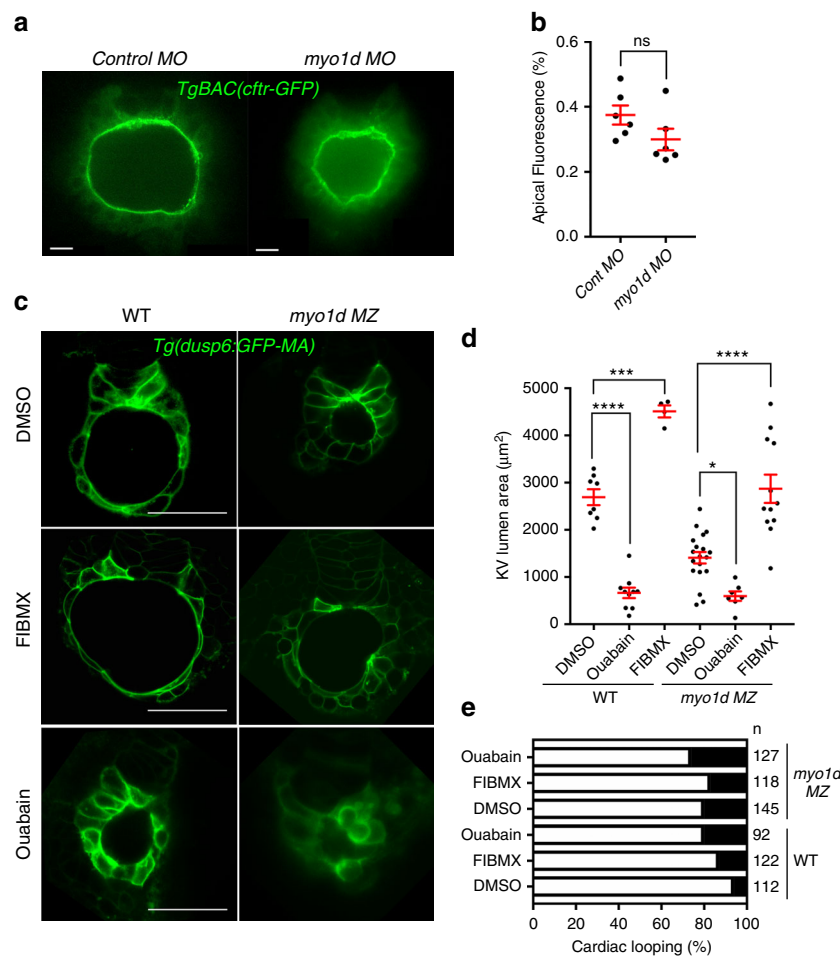 a
Control MO
myo1d MO
TgBAC(cftr-GFP)
b
ns
Apical Fluorescence (%)
0.6
0.4
0.2
0.0
Cont MO
myo1d MO
c
WT
myo1d MZ
Tg(dusp6:GFP-MA)
DMSO
FIBMX
Ouabain
d
****
***
****
*
KV lumen area (μm²)
5000
4000
3000
2000
1000
0
DMSO
Ouabain
FIBMX
DMSO
Ouabain
FIBMX
WT
myo1d MZ
e
n
Ouabain 127
FIBMX 118
DMSO 145
myo1d MZ
Ouabain 92
FIBMX 122
DMSO 112
WT
0 20 40 60 80 100
Cardiac looping (%)